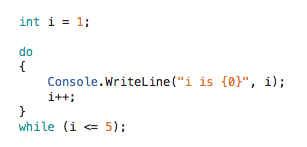 int i = 1;

do
{
    Console.WriteLine("i is {0}", i);
    i++;
}
while (i <= 5);